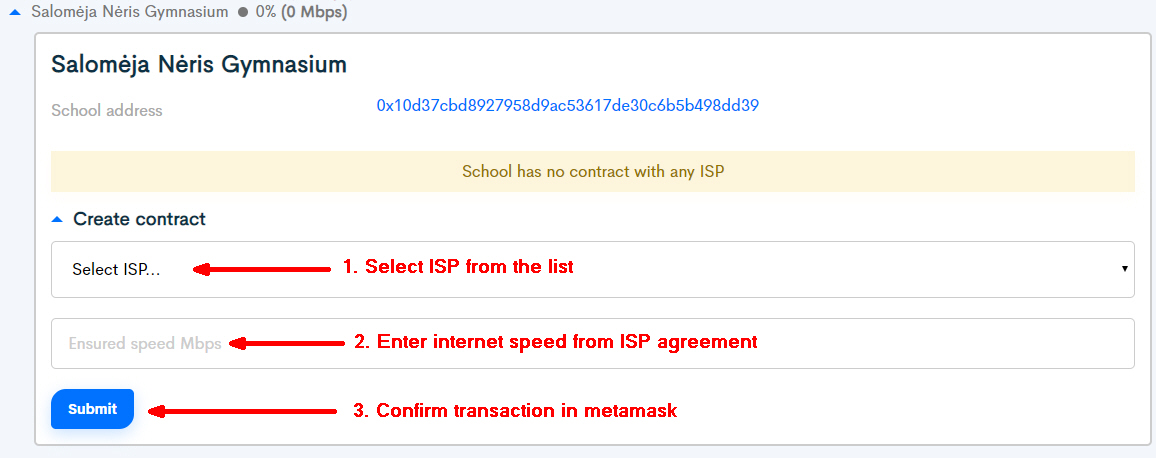 Salomėja Nėris Gymnasium ● 0% (0 Mbps)
Salomėja Nėris Gymnasium
School address 0x10d37cbd8927958d9ac53617de30c6b5b498dd39
School has no contract with any ISP
Create contract
Select ISP... 1. Select ISP from the list
Ensured speed Mbps 2. Enter internet speed from ISP agreement
Submit 3. Confirm transaction in metamask